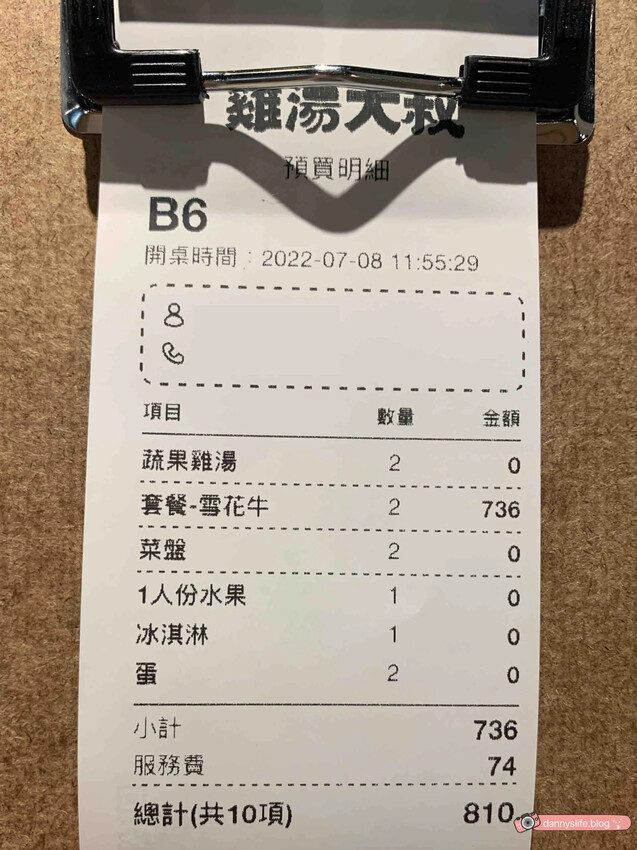 雞湯大叔
預買明細
B6
開桌時間：2022-07-08 11:55:29
項目 數量 金額
蔬果雞湯 2 0
套餐-雪花牛 2 736
菜盤 2 0
1人份水果 1 0
冰淇淋 1 0
蛋 2 0
小計 736
服務費 74
總計(共10項) 810
dannyslife.blog